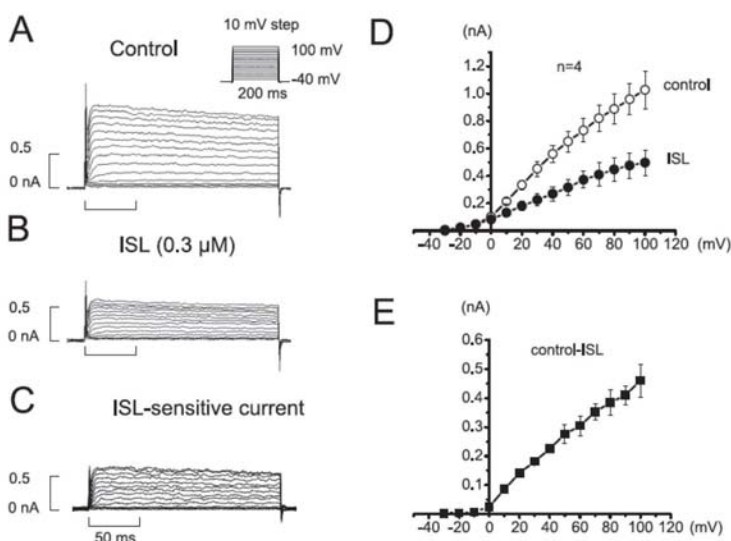 A
Control
10 mV step
100 mV
-40 mV
200 ms
0.5
0 nA
B
ISL (0.3 μM)
0.5
0 nA
C
ISL-sensitive current
0.5
0 nA
50 ms
D
(nA)
n=4
control
ISL
1.2
1.0
0.8
0.6
0.4
0.2
-40 -20 0 20 40 60 80 100 120 (mV)
E
(nA)
control-ISL
0.6
0.5
0.4
0.3
0.2
0.1
-40 -20 0 20 40 60 80 100 120 (mV)